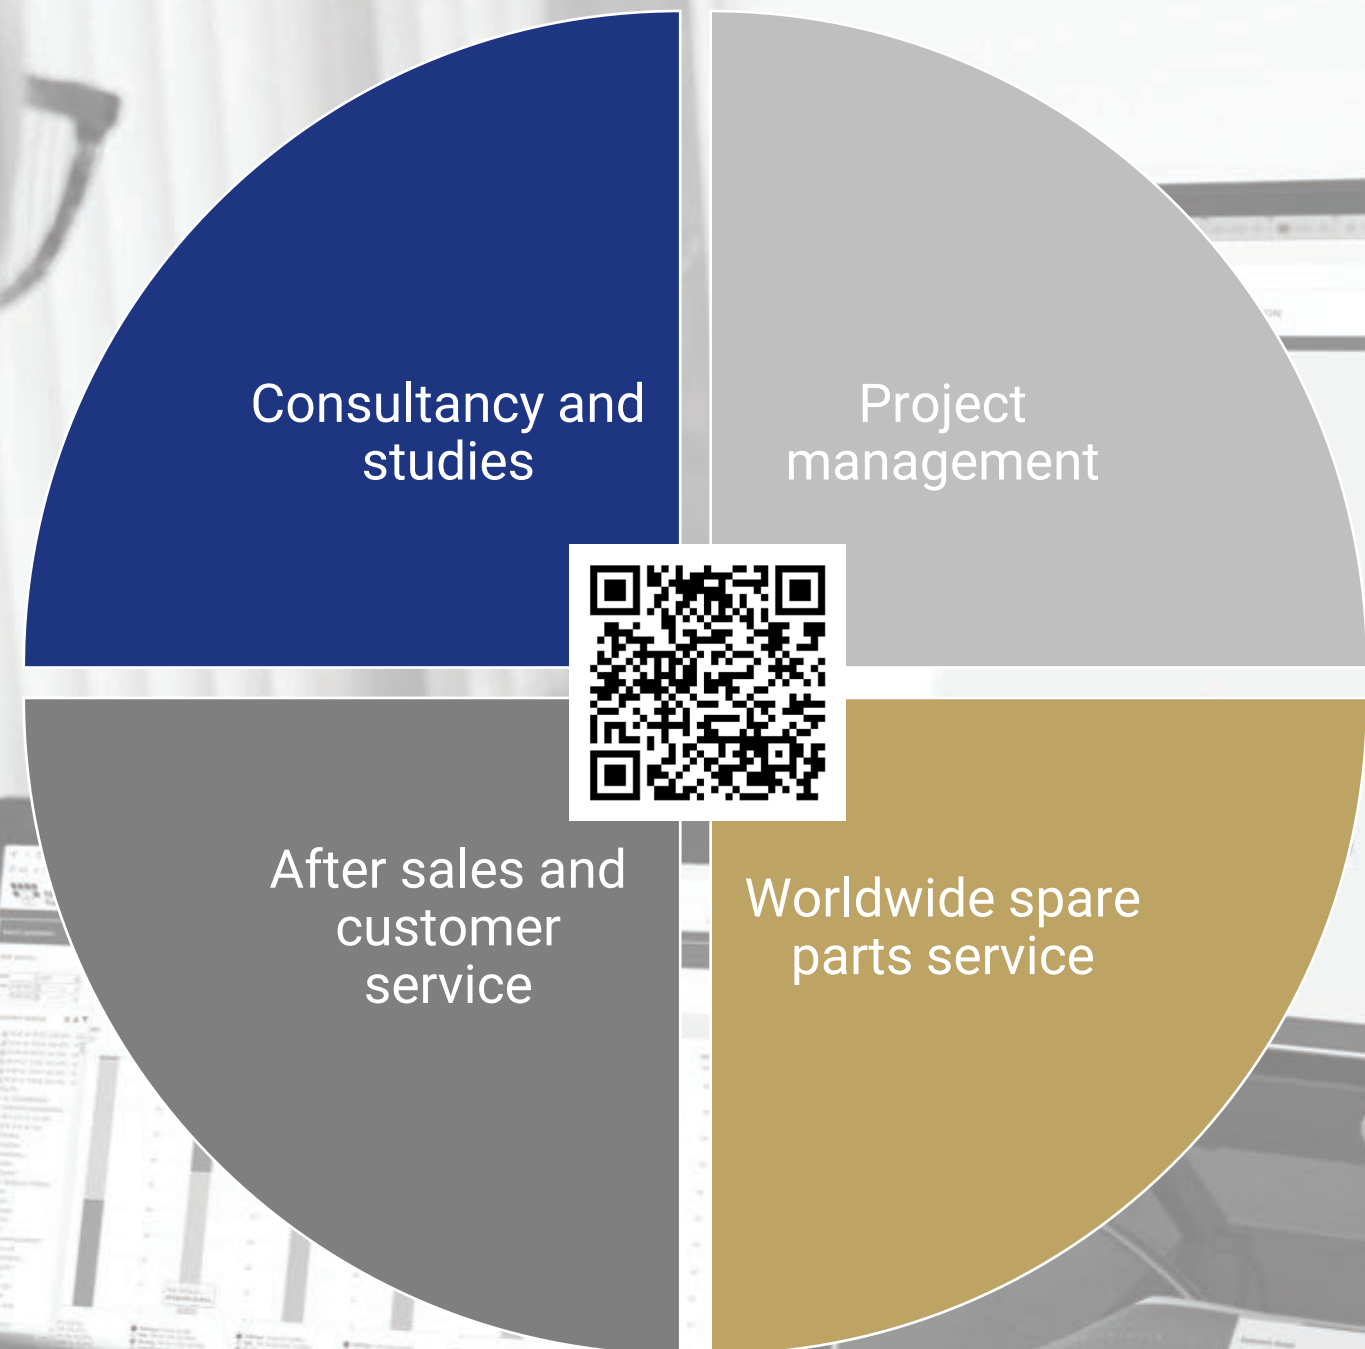 Consultancy and
studies
Project
management
After sales and
customer
service
Worldwide spare
parts service